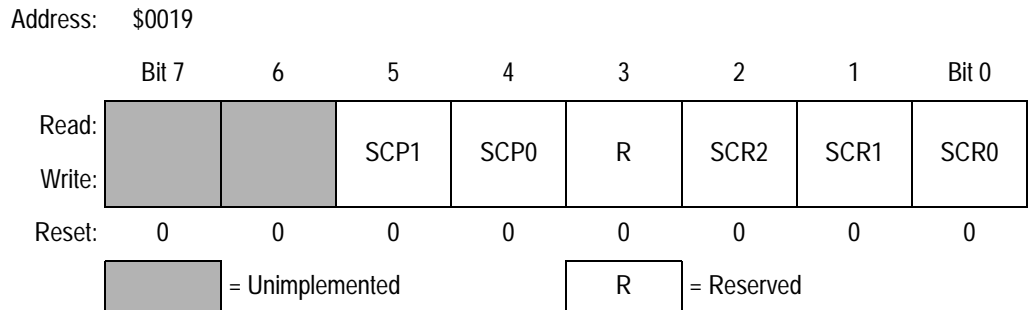 Address: $0019
Bit 7 6 5 4 3 2 1 Bit 0
Read:
SCP1 SCP0 R SCR2 SCR1 SCR0
Write:
Reset: 0 0 0 0 0 0 0 0
= Unimplemented R = Reserved